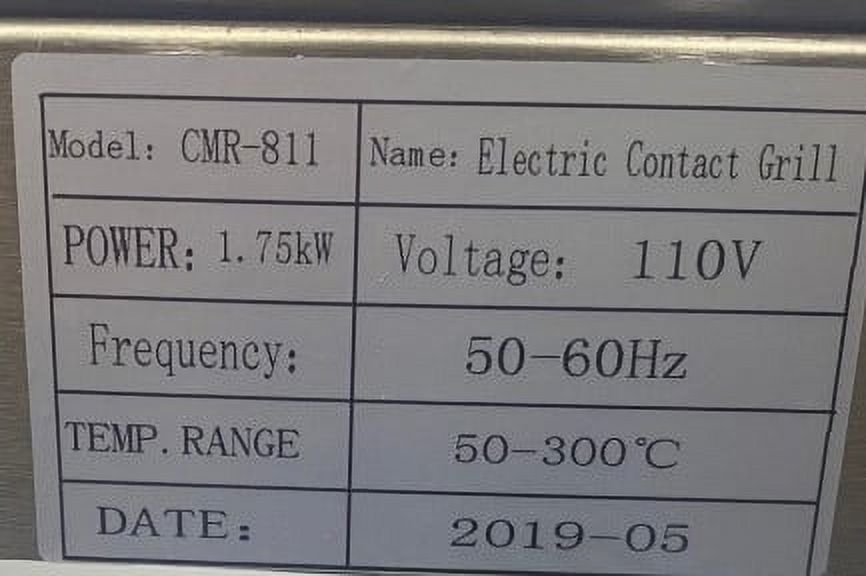 Model: CMR-811 Name: Electric Contact Grill
POWER: 1.75kW Voltage: 110V
Frequency: 50-60Hz
TEMP. RANGE 50-300℃
DATE: 2019-05